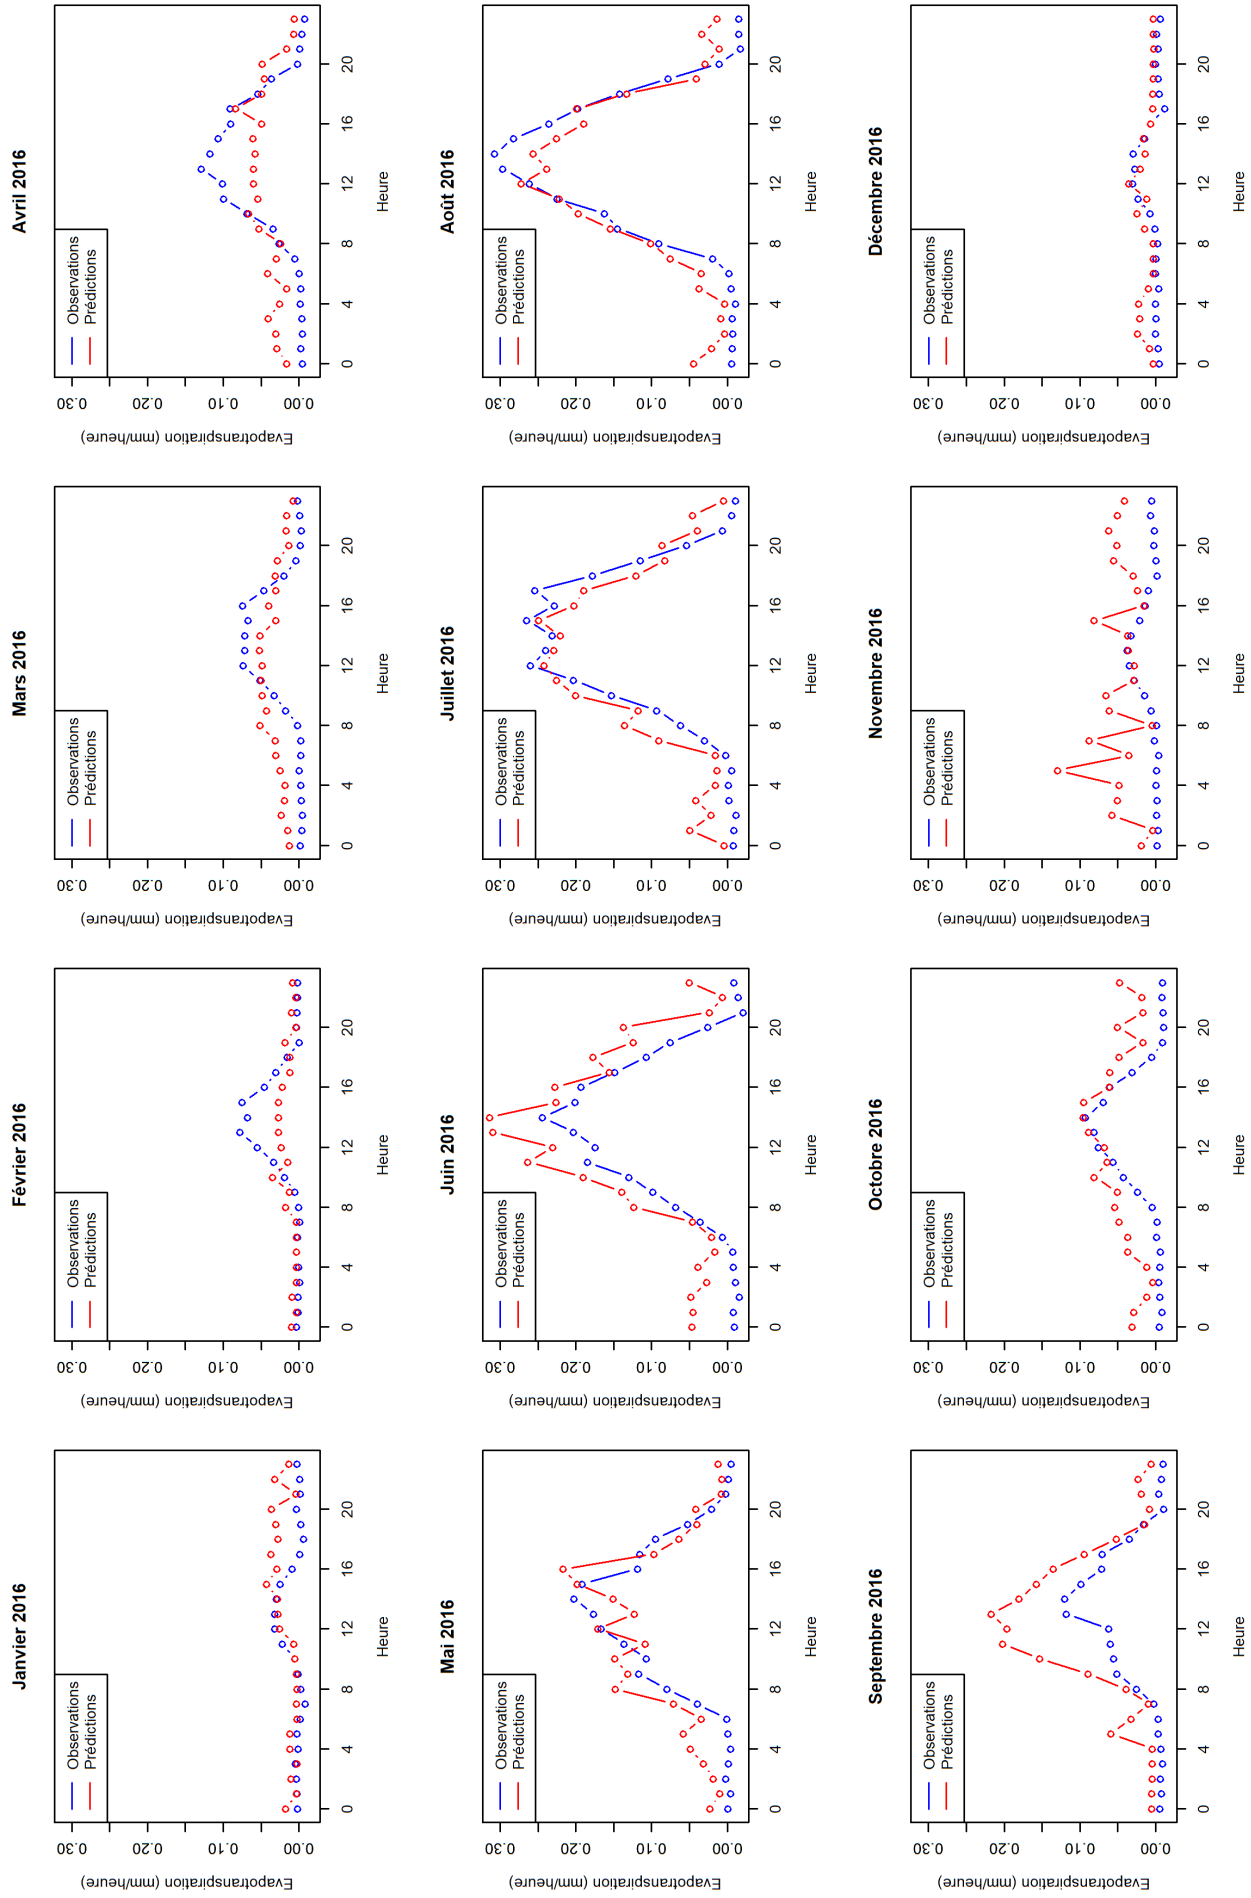 Janvier 2016
Evapotranspiration (mm/heure)
0.30
0.20
0.10
0.00
Observations
Prédictions
0 4 8 12 16 20
Heure
Février 2016
Evapotranspiration (mm/heure)
0.30
0.20
0.10
0.00
Observations
Prédictions
0 4 8 12 16 20
Heure
Mars 2016
Evapotranspiration (mm/heure)
0.30
0.20
0.10
0.00
Observations
Prédictions
0 4 8 12 16 20
Heure
Avril 2016
Evapotranspiration (mm/heure)
0.30
0.20
0.10
0.00
Observations
Prédictions
0 4 8 12 16 20
Heure
Mai 2016
Evapotranspiration (mm/heure)
0.30
0.20
0.10
0.00
Observations
Prédictions
0 4 8 12 16 20
Heure
Juin 2016
Evapotranspiration (mm/heure)
0.30
0.20
0.10
0.00
Observations
Prédictions
0 4 8 12 16 20
Heure
Juillet 2016
Evapotranspiration (mm/heure)
0.30
0.20
0.10
0.00
Observations
Prédictions
0 4 8 12 16 20
Heure
Août 2016
Evapotranspiration (mm/heure)
0.30
0.20
0.10
0.00
Observations
Prédictions
0 4 8 12 16 20
Heure
Septembre 2016
Evapotranspiration (mm/heure)
0.30
0.20
0.10
0.00
Observations
Prédictions
0 4 8 12 16 20
Heure
Octobre 2016
Evapotranspiration (mm/heure)
0.30
0.20
0.10
0.00
Observations
Prédictions
0 4 8 12 16 20
Heure
Novembre 2016
Evapotranspiration (mm/heure)
0.30
0.20
0.10
0.00
Observations
Prédictions
0 4 8 12 16 20
Heure
Décembre 2016
Evapotranspiration (mm/heure)
0.30
0.20
0.10
0.00
Observations
Prédictions
0 4 8 12 16 20
Heure